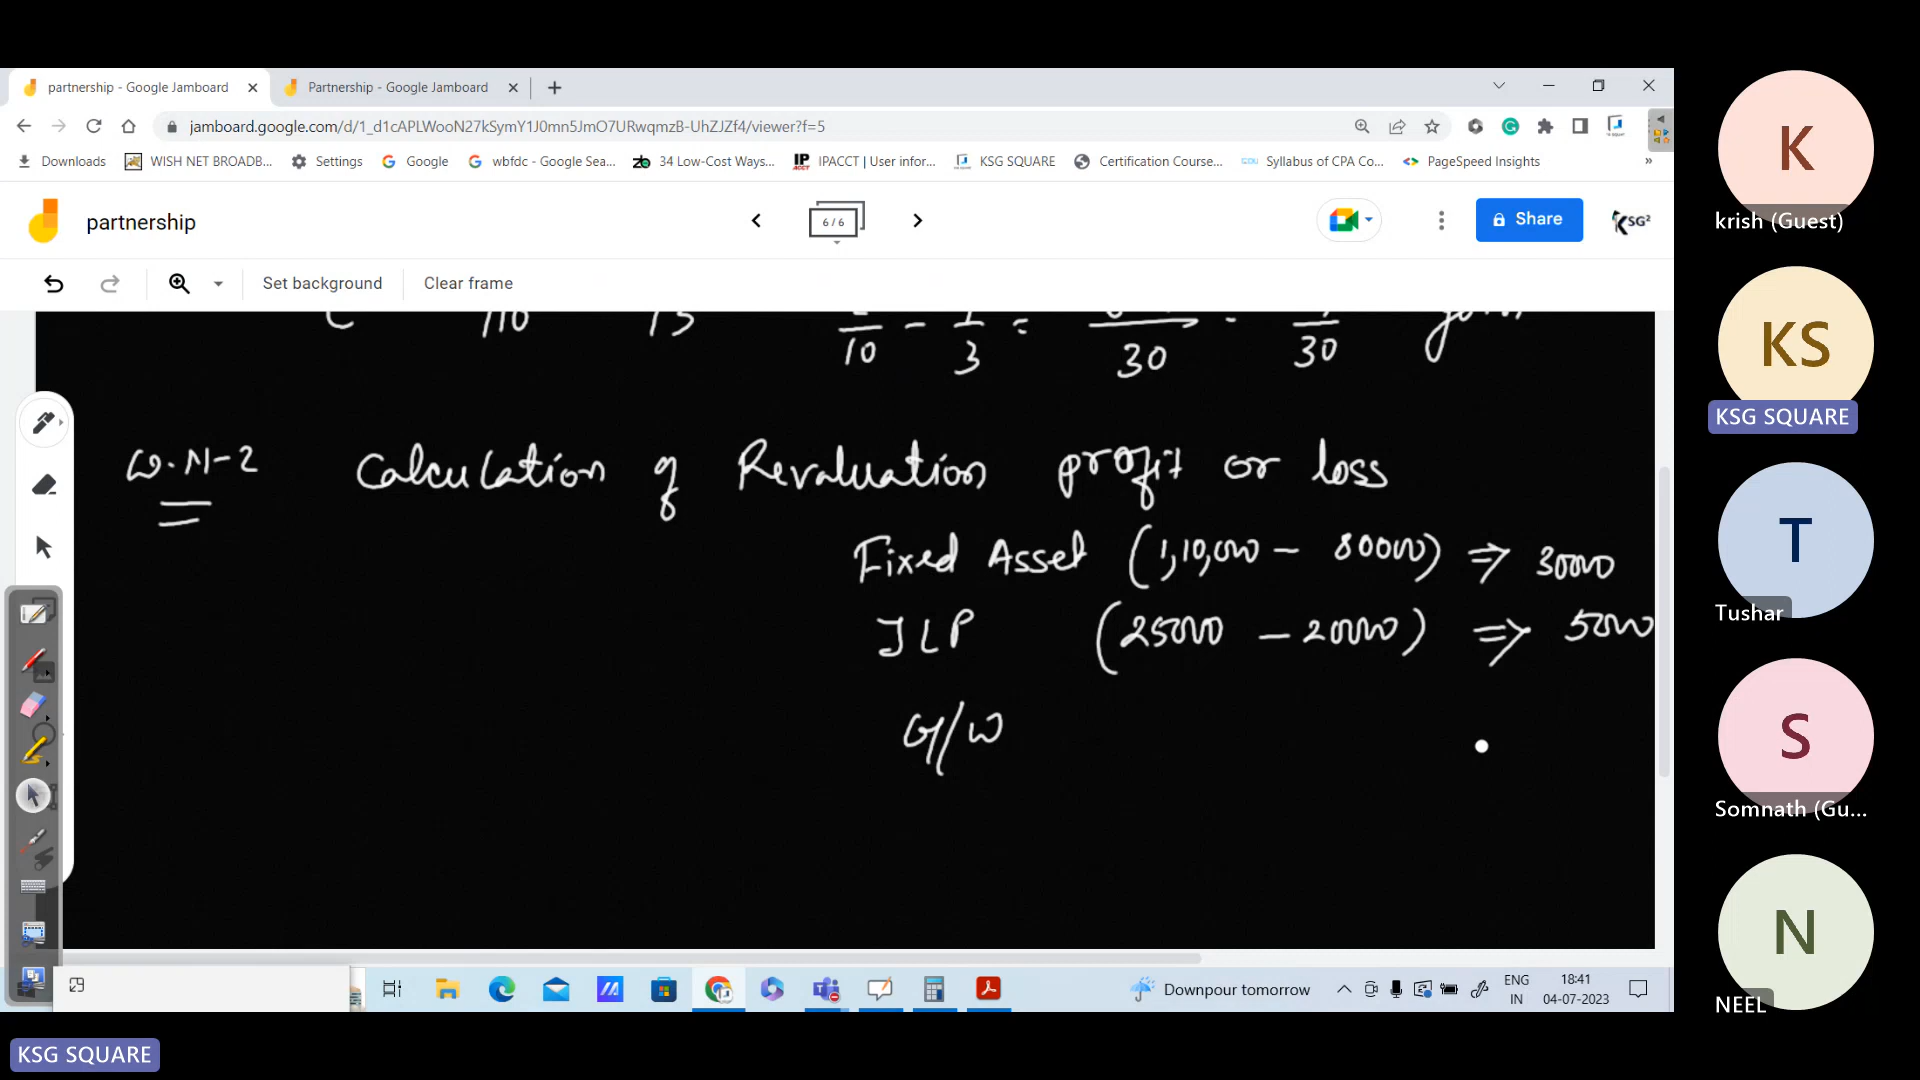 partnership - Google Jamboard
Partnership - Google Jamboard
jamboard.google.com/d/1_d1cAPLWooN27kSymY1J0mn5JmO7URwqmzB-UhZJZf4/viewer?f=5
Downloads WISH NET BROADB... Settings Google wbfdc - Google Sea... 34 Low-Cost Ways... IPACCT | User infor... KSG SQUARE Certification Course... Syllabus of CPA Co... PageSpeed Insights
partnership
6 / 6
Share
KSG²
Set background
Clear frame
10 - 3 = 30 - 30
W.N-2 Calculation of Revaluation profit or loss
Fixed Asset (1,10,000 - 80000) ⇒ 30000
JLP (25000 - 20000) ⇒ 5000
G/W
Downpour tomorrow
ENG
IN
18:41
04-07-2023
K
krish (Guest)
KS
KSG SQUARE
T
Tushar
S
Somnath (Gu...
N
NEEL
KSG SQUARE